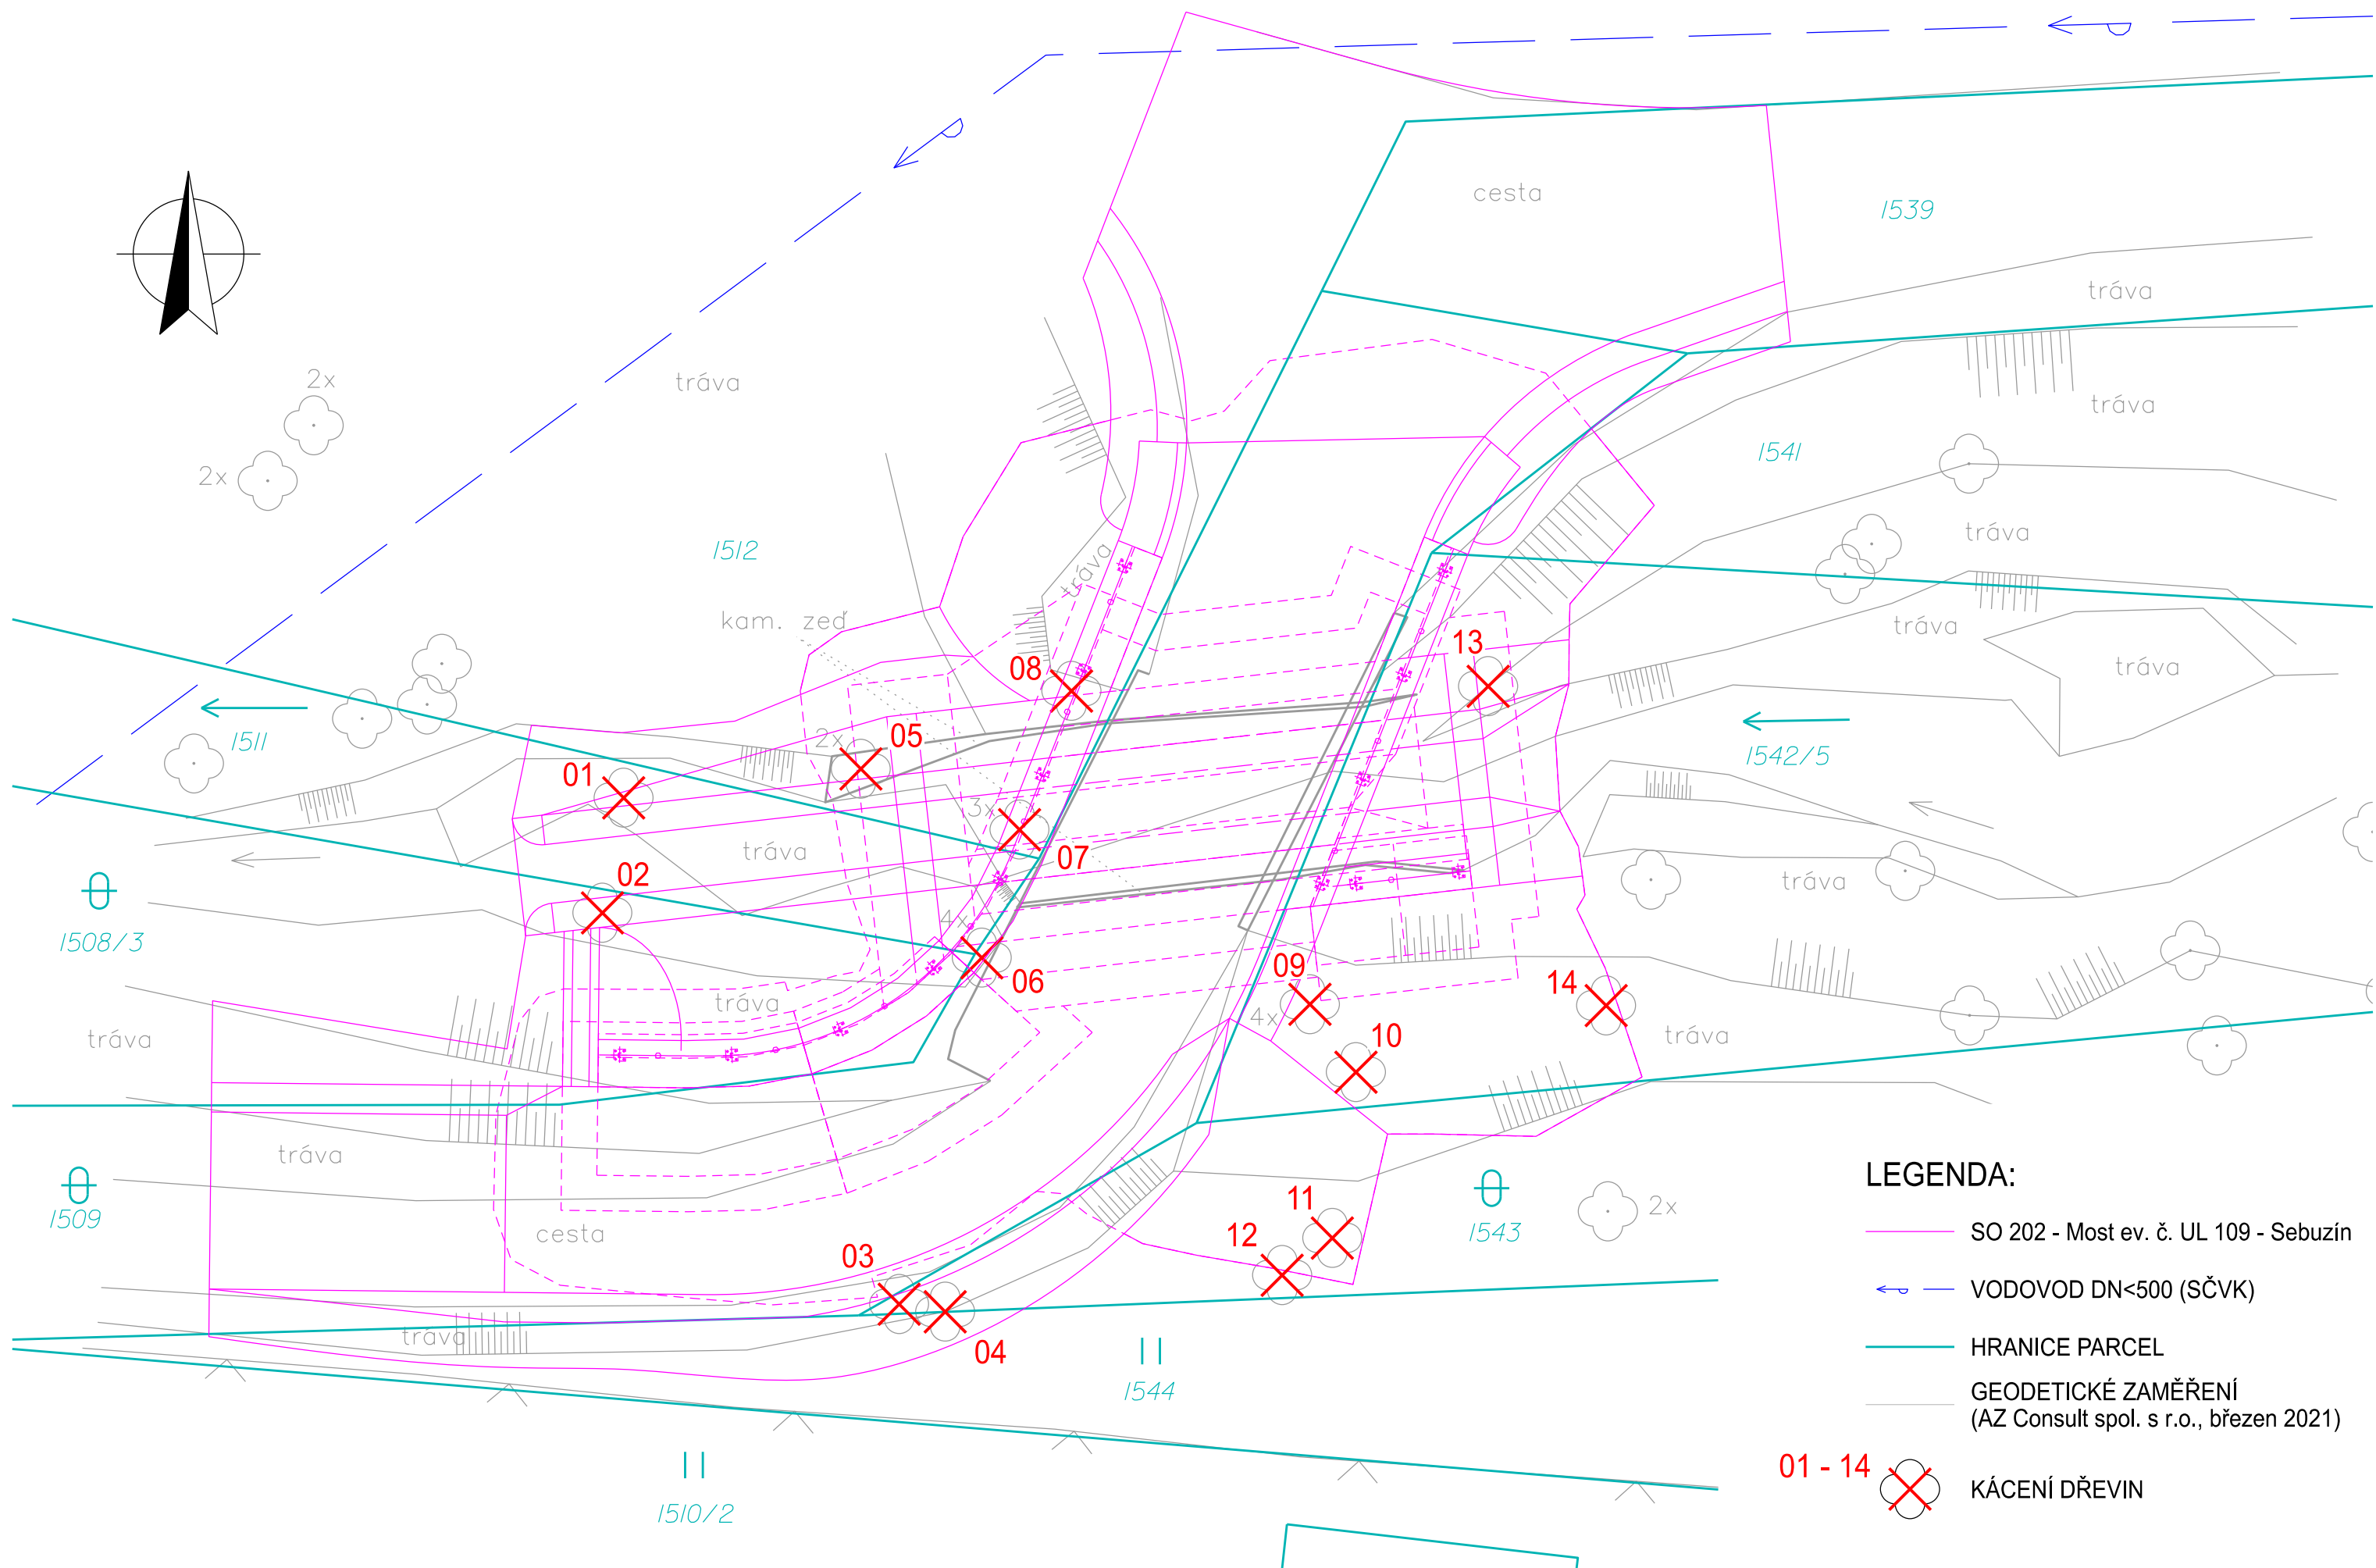 cesta
1539
tráva
2x
tráva
tráva
1541
2x
tráva
1512
tráva
kam. zeď
tráva
13
08
tráva
1511
2x
05
1542/5
01
3x
tráva
07
02
tráva
4x
1508/3
06
09
14
tráva
4x
tráva
10
tráva
tráva
LEGENDA:
11
2x
1509
12
1543
cesta
SO 202 - Most ev. č. UL 109 - Sebuzín
03
VODOVOD DN<500 (SČVK)
tráva
04
HRANICE PARCEL
1544
GEODETICKÉ ZAMĚŘENÍ
(AZ Consult spol. s r.o., březen 2021)
01 - 14
KÁCENÍ DŘEVIN
1510/2